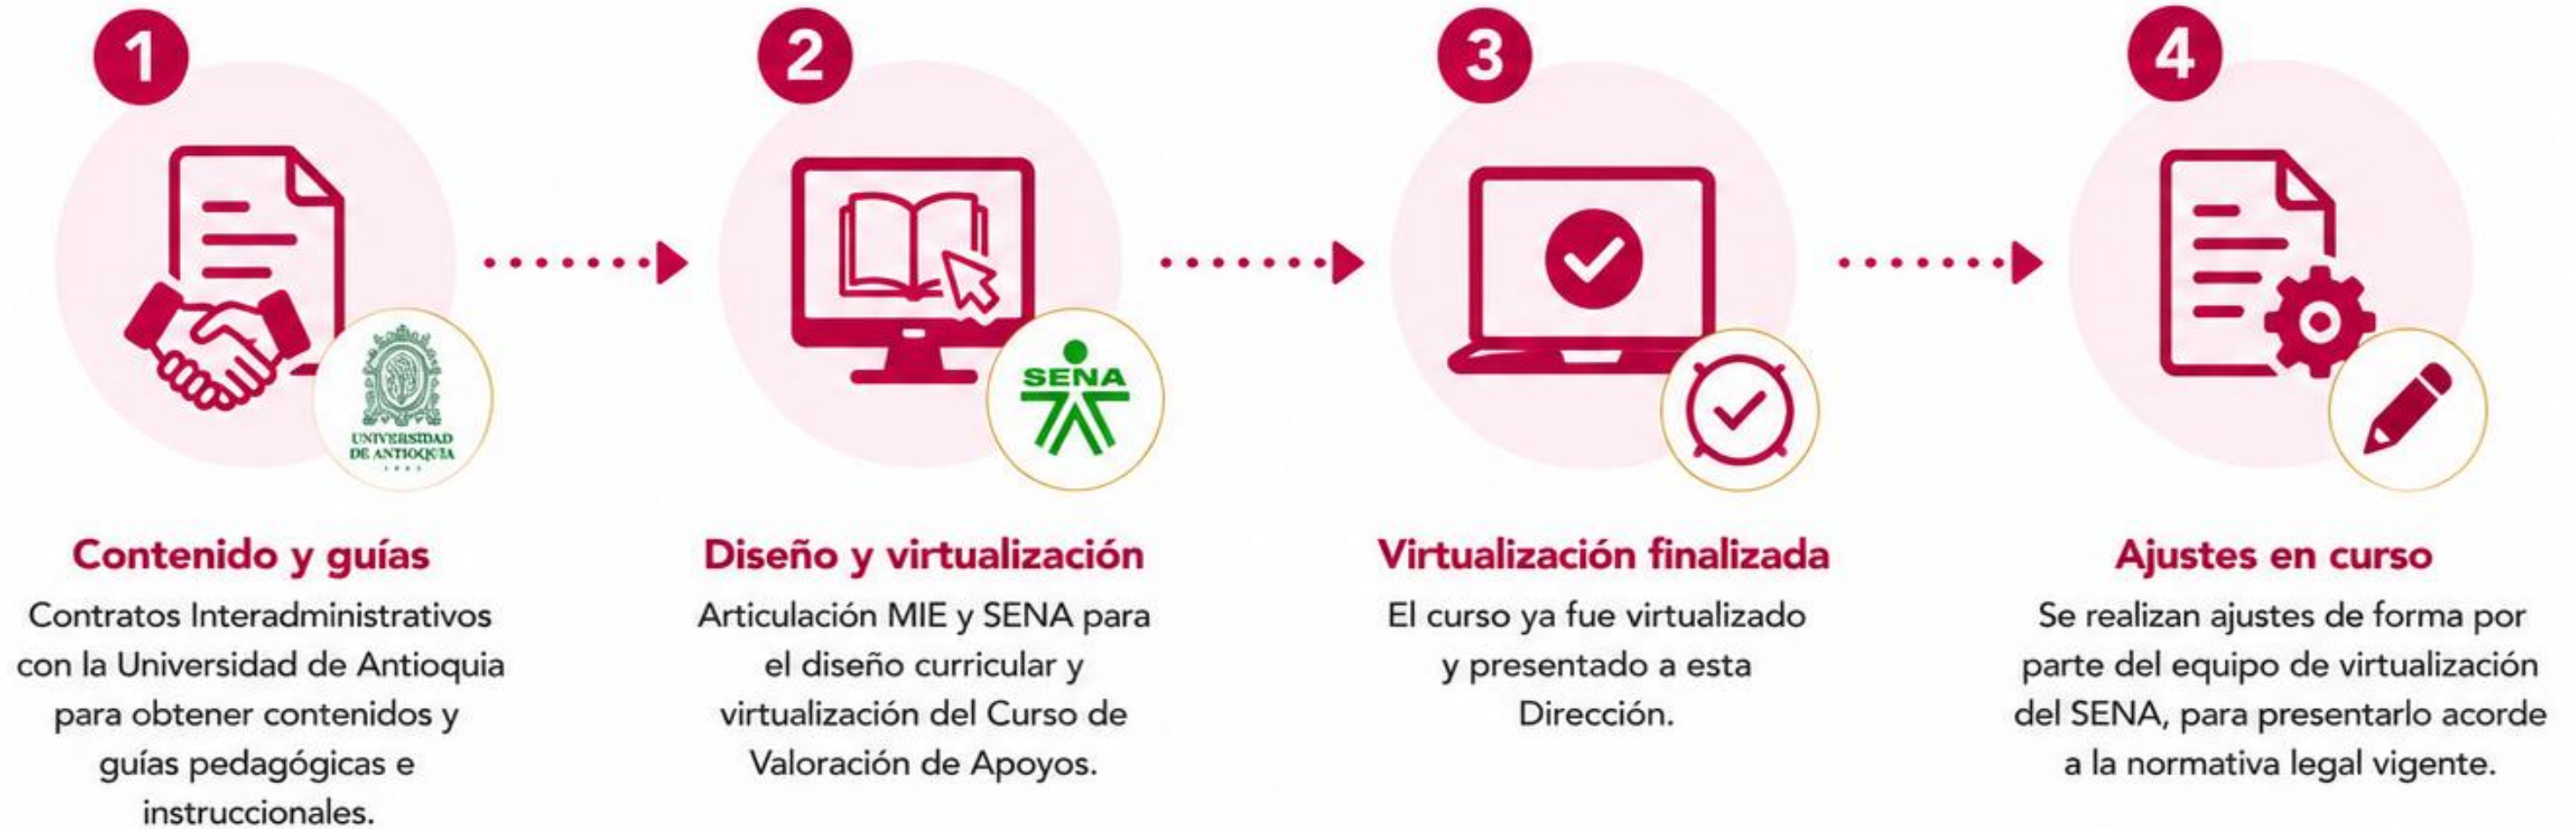 1
UNIVERSIDAD
DE ANTIOQUIA
Contenido y guías
Contratos Interadministrativos
con la Universidad de Antioquia
para obtener contenidos y
guías pedagógicas e
instruccionales.
2
SENA
Diseño y virtualización
Articulación MIE y SENA para
el diseño curricular y
virtualización del Curso de
Valoración de Apoyos.
3
Virtualización finalizada
El curso ya fue virtualizado
y presentado a esta
Dirección.
4
Ajustes en curso
Se realizan ajustes de forma por
parte del equipo de virtualización
del SENA, para presentarlo acorde
a la normativa legal vigente.